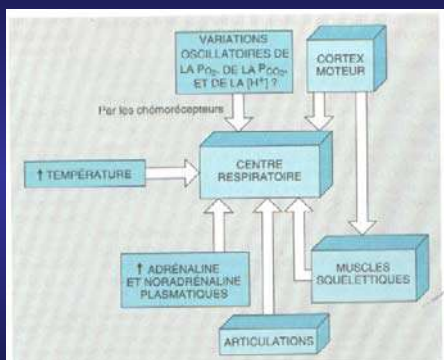 VARIATIONS
OSCILLATOIRES DE
LA PO₂, DE LA PCO₂,
ET DE LA [H⁺] ?
CORTEX
MOTEUR
Par les chémorécepteurs
CENTRE
RESPIRATOIRE
↑ TEMPÉRATURE
↑ ADRÉNALINE
ET NORADRÉNALINE
PLASMATIQUES
MUSCLES
SQUELETTIQUES
ARTICULATIONS